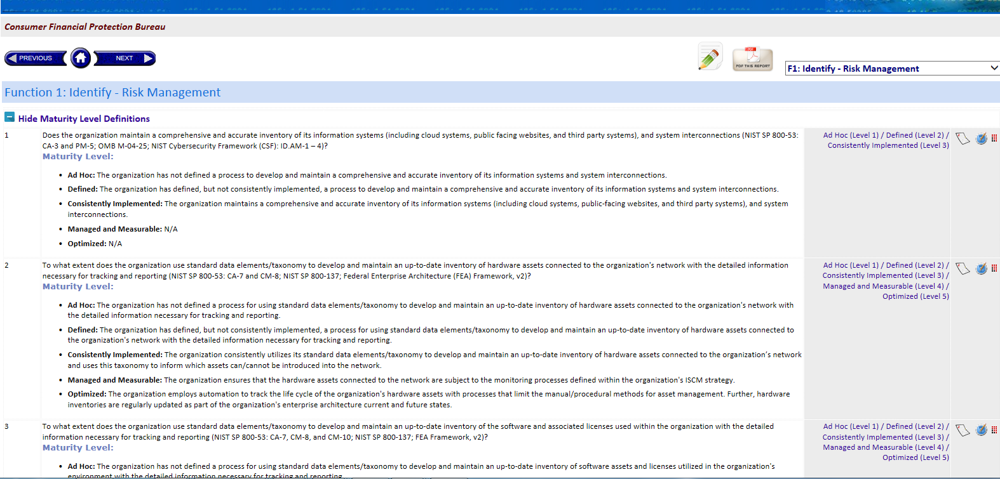 Consumer Financial Protection Bureau
PREVIOUS
NEXT
PDF
PDF THIS REPORT
F1: Identify - Risk Management
Function 1: Identify - Risk Management
Hide Maturity Level Definitions
1
Does the organization maintain a comprehensive and accurate inventory of its information systems (including cloud systems, public facing websites, and third party systems), and system interconnections (NIST SP 800-53:
CA-3 and PM-5; OMB M-04-25; NIST Cybersecurity Framework (CSF): ID.AM-1 – 4)?
Maturity Level:
• Ad Hoc: The organization has not defined a process to develop and maintain a comprehensive and accurate inventory of its information systems and system interconnections.
• Defined: The organization has defined, but not consistently implemented, a process to develop and maintain a comprehensive and accurate inventory of its information systems and system interconnections.
• Consistently Implemented: The organization maintains a comprehensive and accurate inventory of its information systems (including cloud systems, public-facing websites, and third party systems), and system
interconnections.
• Managed and Measurable: N/A
• Optimized: N/A
Ad Hoc (Level 1) / Defined (Level 2) /
Consistently Implemented (Level 3)
2
To what extent does the organization use standard data elements/taxonomy to develop and maintain an up-to-date inventory of hardware assets connected to the organization's network with the detailed information
necessary for tracking and reporting (NIST SP 800-53: CA-7 and CM-8; NIST SP 800-137; Federal Enterprise Architecture (FEA) Framework, v2)?
Maturity Level:
• Ad Hoc: The organization has not defined a process for using standard data elements/taxonomy to develop and maintain an up-to-date inventory of hardware assets connected to the organization's network with
the detailed information necessary for tracking and reporting.
• Defined: The organization has defined, but not consistently implemented, a process for using standard data elements/taxonomy to develop and maintain an up-to-date inventory of hardware assets connected to
the organization's network with the detailed information necessary for tracking and reporting.
• Consistently Implemented: The organization consistently utilizes its standard data elements/taxonomy to develop and maintain an up-to-date inventory of hardware assets connected to the organization’s network
and uses this taxonomy to inform which assets can/cannot be introduced into the network.
• Managed and Measurable: The organization ensures that the hardware assets connected to the network are subject to the monitoring processes defined within the organization's ISCM strategy.
• Optimized: The organization employs automation to track the life cycle of the organization's hardware assets with processes that limit the manual/procedural methods for asset management. Further, hardware
inventories are regularly updated as part of the organization's enterprise architecture current and future states.
Ad Hoc (Level 1) / Defined (Level 2) /
Consistently Implemented (Level 3) /
Managed and Measurable (Level 4) /
Optimized (Level 5)
3
To what extent does the organization use standard data elements/taxonomy to develop and maintain an up-to-date inventory of the software and associated licenses used within the organization with the detailed
information necessary for tracking and reporting (NIST SP 800-53: CA-7, CM-8, and CM-10; NIST SP 800-137; FEA Framework, v2)?
Maturity Level:
• Ad Hoc: The organization has not defined a process for using standard data elements/taxonomy to develop and maintain an up-to-date inventory of software assets and licenses utilized in the organization's
environment with the detailed information necessary for tracking and reporting.
Ad Hoc (Level 1) / Defined (Level 2) /
Consistently Implemented (Level 3) /
Managed and Measurable (Level 4) /
Optimized (Level 5)